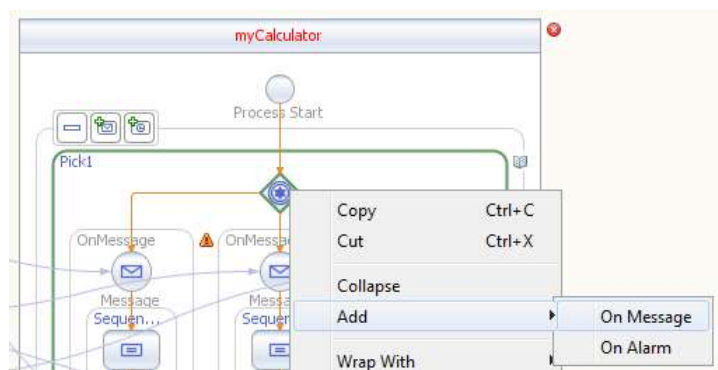 myCalculator
Process Start
Pick1
Copy Ctrl+C
Cut Ctrl+X
OnMessage OnMessa
Collapse
Message Messa
Add On Message
Sequen... Sequen
On Alarm
Wrap With